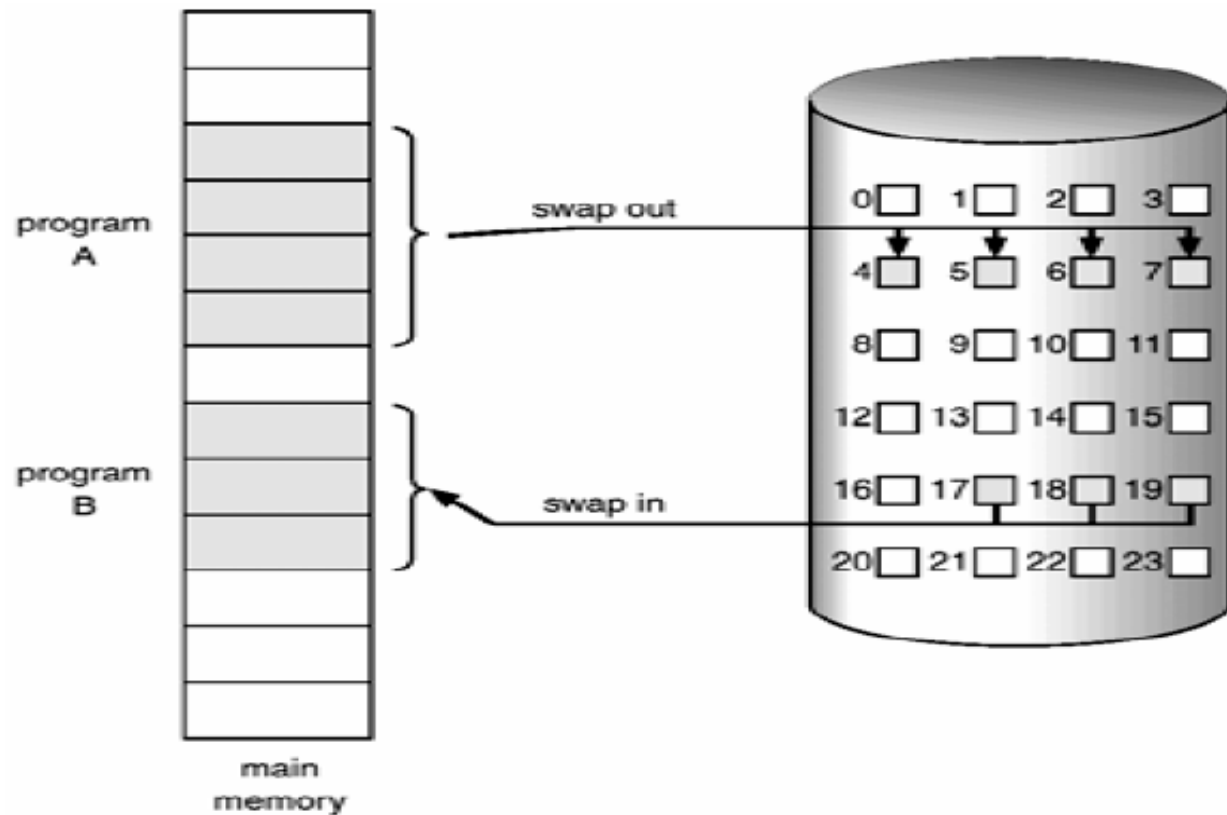 program
A
program
B
main
memory
swap out
swap in
0 1 2 3
4 5 6 7
8 9 10 11
12 13 14 15
16 17 18 19
20 21 22 23